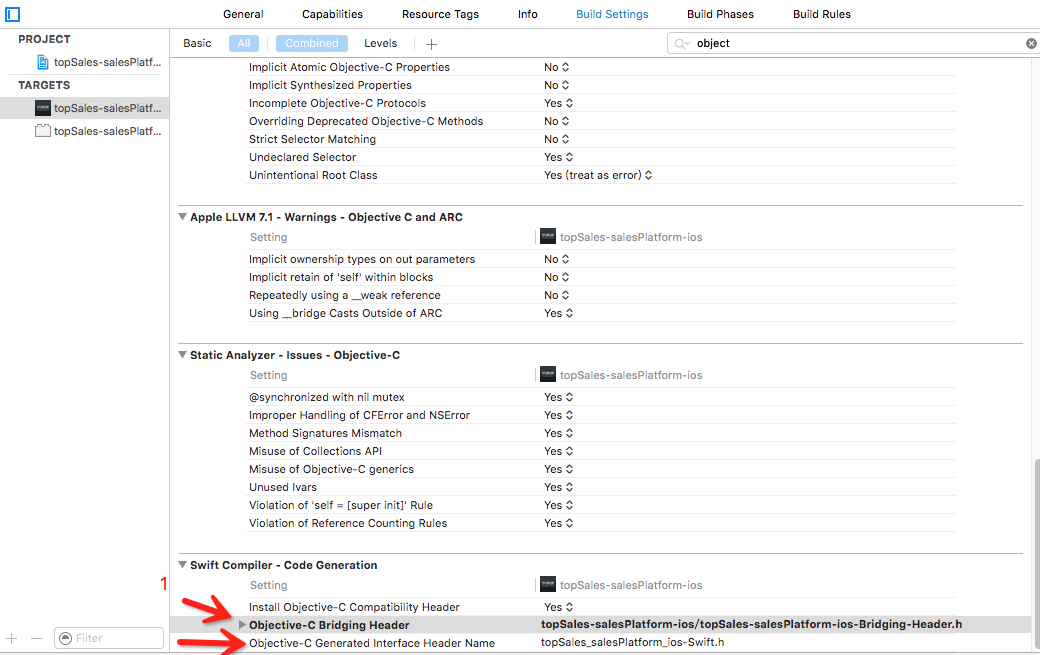 General Capabilities Resource Tags Info Build Settings Build Phases Build Rules
PROJECT
topSales-salesPlatf...
TARGETS
topSales-salesPlatf...
topSales-salesPlatf...
Filter
Basic All Combined Levels
object
Implicit Atomic Objective-C Properties No
Implicit Synthesized Properties No
Incomplete Objective-C Protocols Yes
Overriding Deprecated Objective-C Methods No
Strict Selector Matching No
Undeclared Selector Yes
Unintentional Root Class Yes (treat as error)
Apple LLVM 7.1 - Warnings - Objective C and ARC
Setting topSales-salesPlatform-ios
Implicit ownership types on out parameters No
Implicit retain of 'self' within blocks No
Repeatedly using a __weak reference No
Using __bridge Casts Outside of ARC Yes
Static Analyzer - Issues - Objective-C
Setting topSales-salesPlatform-ios
@synchronized with nil mutex Yes
Improper Handling of CFError and NSError Yes
Method Signatures Mismatch Yes
Misuse of Collections API Yes
Misuse of Objective-C generics Yes
Unused Ivars Yes
Violation of 'self = [super init]' Rule Yes
Violation of Reference Counting Rules Yes
Swift Compiler - Code Generation
1
Setting topSales-salesPlatform-ios
Install Objective-C Compatibility Header Yes
Objective-C Bridging Header topSales-salesPlatform-ios/topSales-salesPlatform-ios-Bridging-Header.h
Objective-C Generated Interface Header Name topSales_salesPlatform_ios-Swift.h